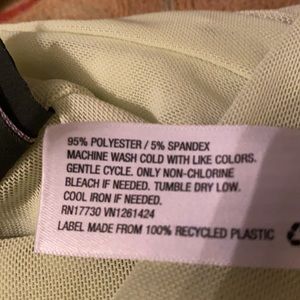 95% POLYESTER / 5% SPANDEX
MACHINE WASH COLD WITH LIKE COLORS.
GENTLE CYCLE. ONLY NON-CHLORINE
BLEACH IF NEEDED. TUMBLE DRY LOW.
COOL IRON IF NEEDED.
RN17730 VN1261424
LABEL MADE FROM 100% RECYCLED PLASTIC